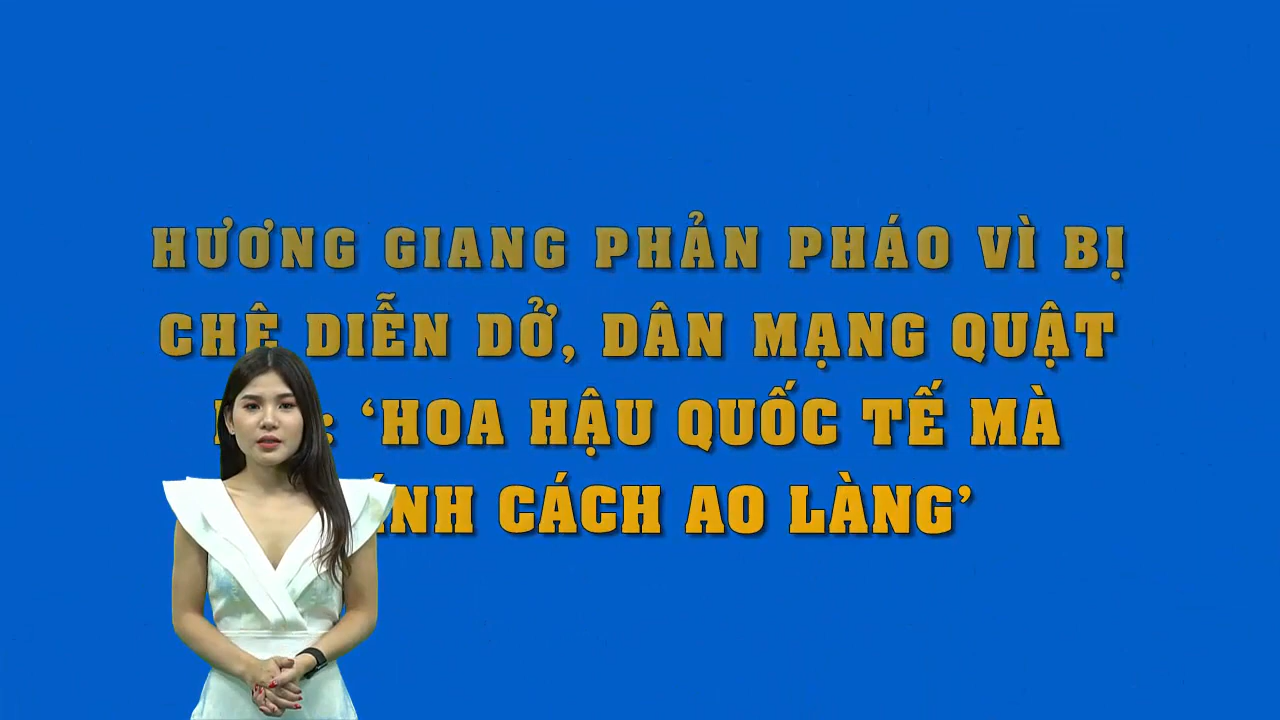 HƯƠNG GIANG PHẢN PHÁO VÌ BỊ
CHÊ DIỄN DỞ, DÂN MẠNG QUẬT
: ‘HOA HẬU QUỐC TẾ MÀ
CÁCH AO LÀNG’